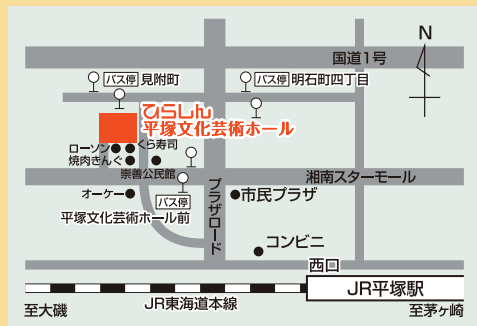 N
国道1号
バス停 見附町
バス停 明石町四丁目
ひらしん
平塚文化芸術ホール
ローソン
くら寿司
焼肉きんぐ
崇善公民館
湘南スターモール
オーケー
バス停
平塚文化芸術ホール前
プラザロード
市民プラザ
コンビニ
西口
JR平塚駅
JR東海道本線
至大磯
至茅ヶ崎